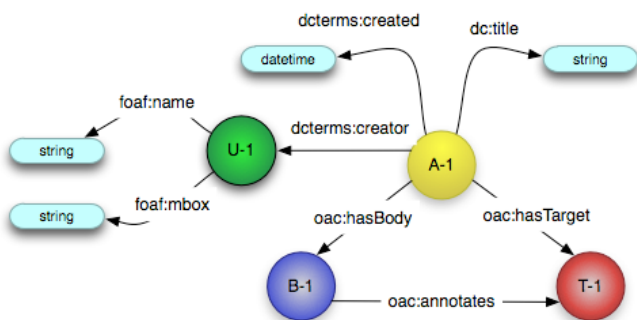 dcterms:created
dc:title
datetime
string
foaf:name
dcterms:creator
string
U-1
A-1
string
foaf:mbox
oac:hasBody
oac:hasTarget
B-1
oac:annotates
T-1